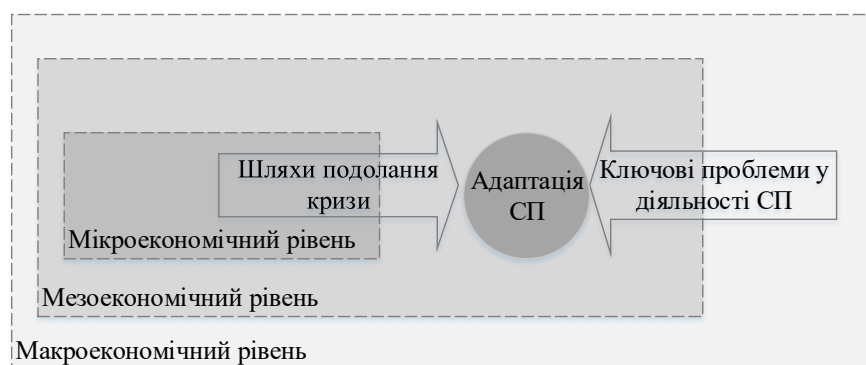 Шляхи подолання
кризи
Адаптація
СП
Ключові проблеми у
діяльності СП
Мікроекономічний рівень
Мезоекономічний рівень
Макроекономічний рівень